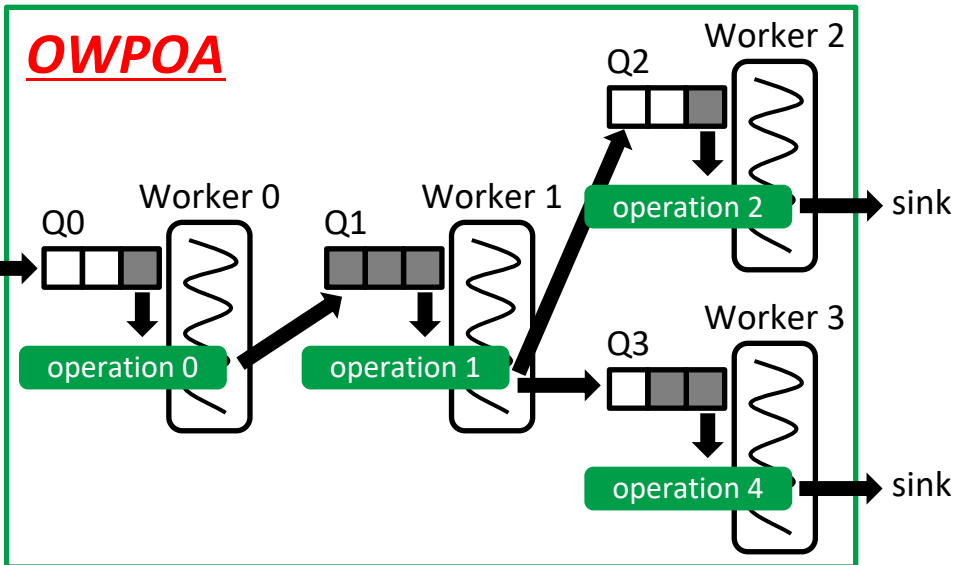 OWPOA
Worker 2
Q2
operation 2
sink
Worker 0
Q0
operation 0
Worker 1
Q1
operation 1
Worker 3
Q3
operation 4
sink